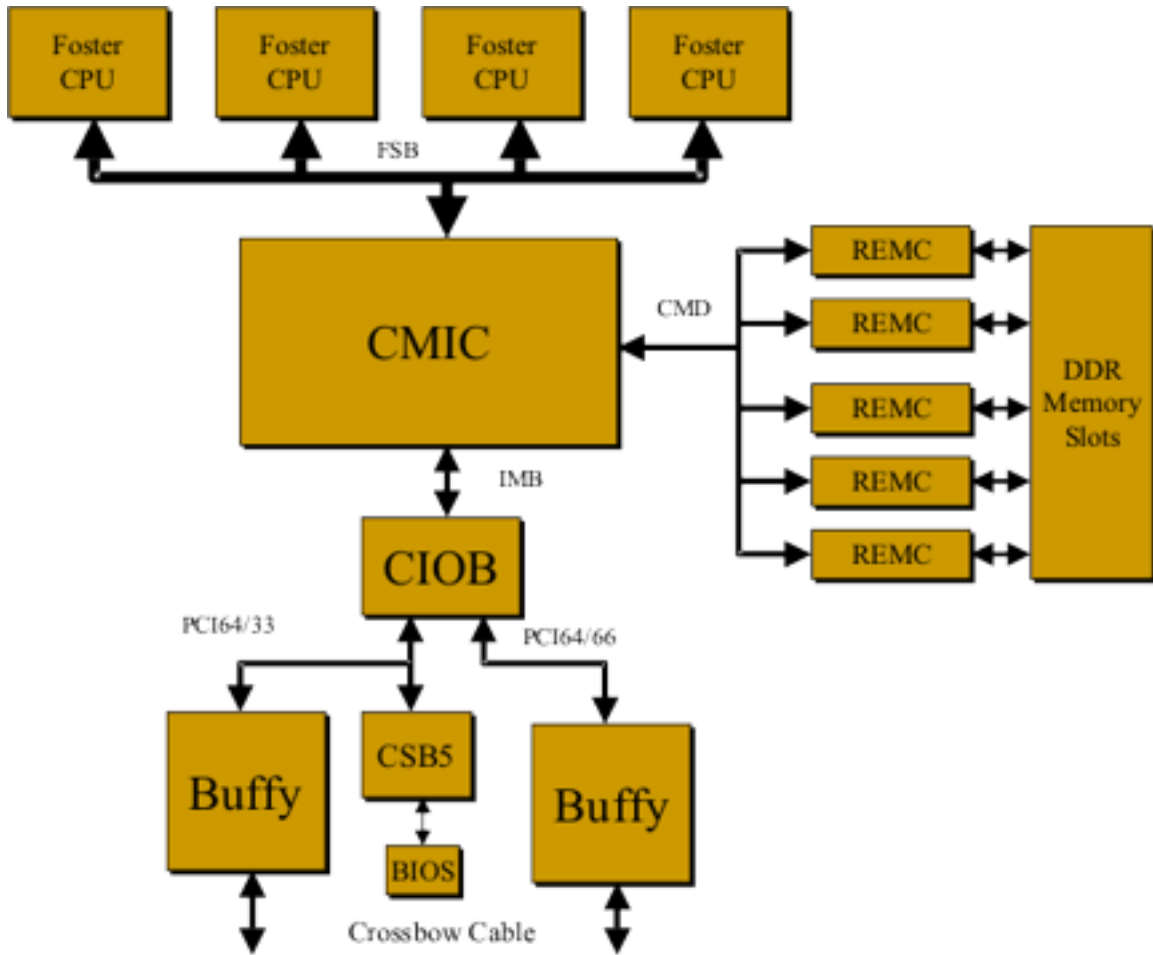 Foster
CPU
Foster
CPU
Foster
CPU
Foster
CPU
FSB
CMIC
CMD
REMC
REMC
REMC
REMC
REMC
DDR
Memory
Slots
IMB
CIOB
PCI64/33
PCI64/66
Buffy
CSB5
Buffy
BIOS
Crossbow Cable